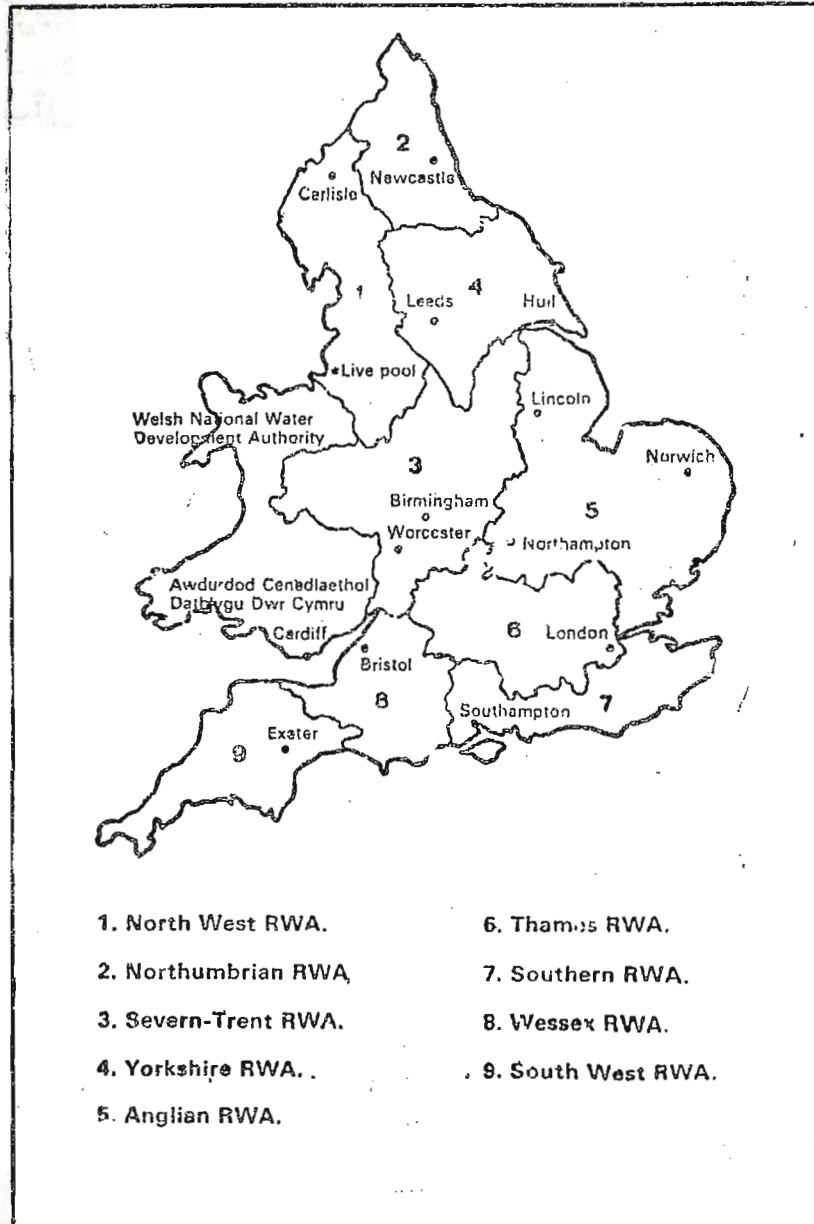 2
Newcastle
Carlisle
1
4
Leeds
Hull
Live pool
Lincoln
Welsh National Water
Development Authority
3
Norwich
Birmingham
5
Worcester
Northampton
Awdurdod Cenedlaethol
Datblygu Dwr Cymru
Cardiff
6
London
Bristol
8
7
Southampton
9
Exeter
1. North West RWA.
2. Northumbrian RWA,
3. Severn-Trent RWA.
4. Yorkshire RWA.
5. Anglian RWA.
6. Thames RWA.
7. Southern RWA.
8. Wessex RWA.
9. South West RWA.